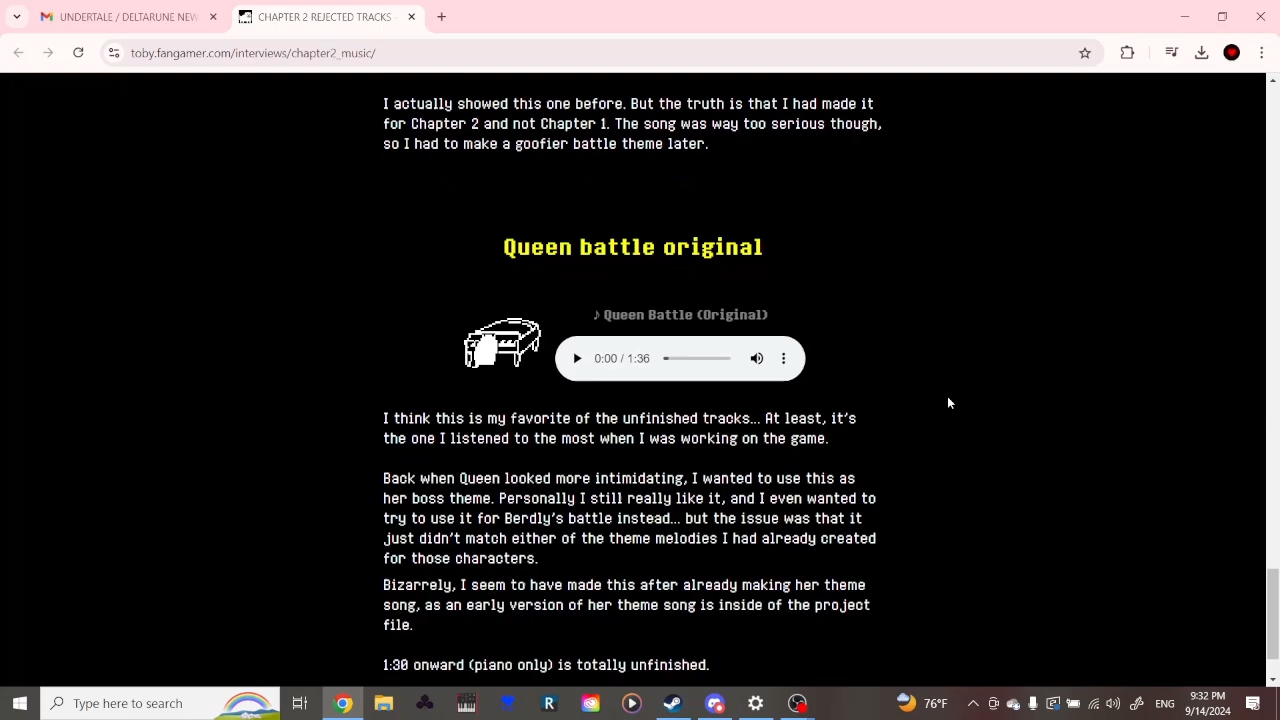 UNDERTALE / DELTARUNE NEW
CHAPTER 2 REJECTED TRACKS
toby.fangamer.com/interviews/chapter2_music/
I actually showed this one before. But the truth is that I had made it
for Chapter 2 and not Chapter 1. The song was way too serious though,
so I had to make a goofier battle theme later.
Queen battle original
♪ Queen Battle (Original)
0:00 / 1:36
I think this is my favorite of the unfinished tracks... At least, it's
the one I listened to the most when I was working on the game.
Back when Queen looked more intimidating, I wanted to use this as
her boss theme. Personally I still really like it, and I even wanted to
try to use it for Berdly's battle instead... but the issue was that it
just didn't match either of the theme melodies I had already created
for those characters.
Bizarrely, I seem to have made this after already making her theme
song, as an early version of her theme song is inside of the project
file.
1:30 onward (piano only) is totally unfinished.
Type here to search
R
76°F
ENG
9:32 PM
9/14/2024